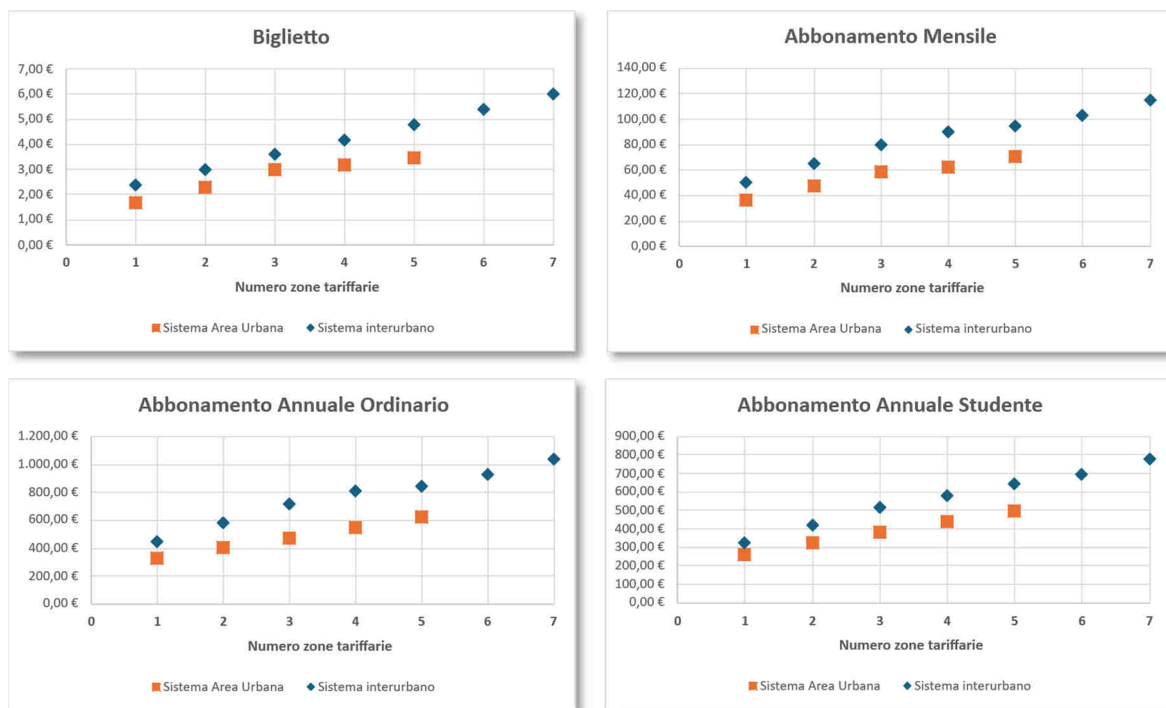 Biglietto
7,00 €
6,00 €
5,00 €
4,00 €
3,00 €
2,00 €
1,00 €
0,00 €
0 1 2 3 4 5 6 7
Numero zone tariffarie
Sistema Area Urbana Sistema interurbano
Abbonamento Mensile
140,00 €
120,00 €
100,00 €
80,00 €
60,00 €
40,00 €
20,00 €
0,00 €
0 1 2 3 4 5 6 7
Numero zone tariffarie
Sistema Area Urbana Sistema interurbano
Abbonamento Annuale Ordinario
1.200,00 €
1.000,00 €
800,00 €
600,00 €
400,00 €
200,00 €
0,00 €
0 1 2 3 4 5 6 7
Numero zone tariffarie
Sistema Area Urbana Sistema interurbano
Abbonamento Annuale Studente
900,00 €
800,00 €
700,00 €
600,00 €
500,00 €
400,00 €
300,00 €
200,00 €
100,00 €
0,00 €
0 1 2 3 4 5 6 7
Numero zone tariffarie
Sistema Area Urbana Sistema interurbano